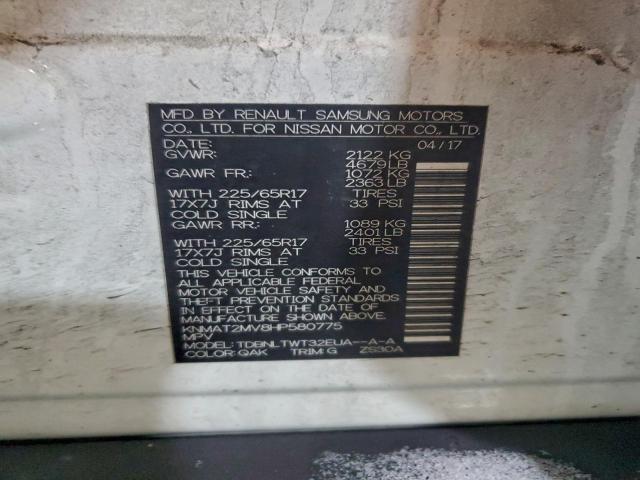 MFD BY RENAULT SAMSUNG MOTORS
CO., LTD. FOR NISSAN MOTOR CO., LTD.
DATE: 04/17
GVWR: 2122 KG
4679 LB
GAWR FR.: 1072 KG
2363 LB
WITH 225/65R17 TIRES
17X7J RIMS AT 33 PSI
COLD SINGLE
GAWR RR.: 1089 KG
2401 LB
WITH 225/65R17 TIRES
17X7J RIMS AT 33 PSI
COLD SINGLE
THIS VEHICLE CONFORMS TO
ALL APPLICABLE FEDERAL
MOTOR VEHICLE SAFETY AND
THEFT PREVENTION STANDARDS
IN EFFECT ON THE DATE OF
MANUFACTURE SHOWN ABOVE.
KNMAT2MV8HP580775
MPV
MODEL: TDBNLTWT32EUA--A-A
COLOR: QAK TRIM: G ZS30A